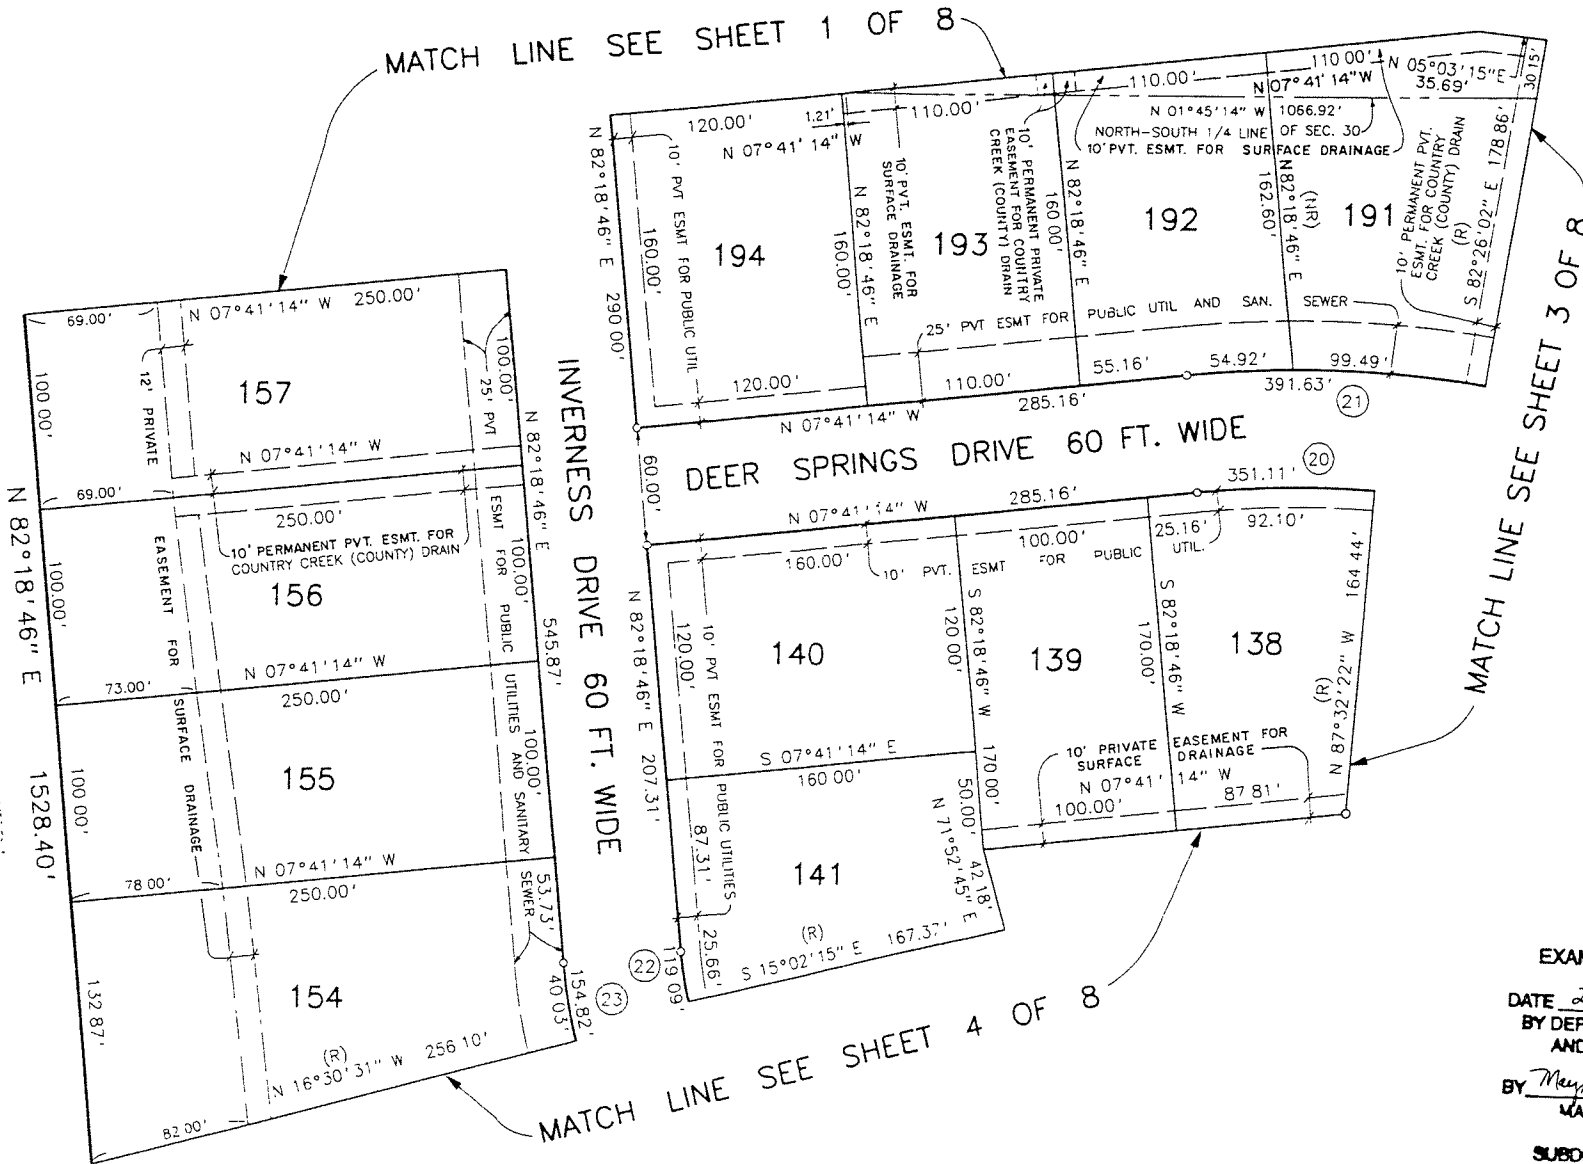 MATCH LINE SEE SHEET 1 OF 8
120.00'
1.21'
N 07°41'14" W
110.00'
110.00'
110 00'
N 07°41'14"W
N 05°03'15"E
35.69'
30 15'
N 01°45'14" W 1066.92'
NORTH-SOUTH 1/4 LINE OF SEC. 30
10'PVT. ESMT. FOR SURFACE DRAINAGE
N 82°18'46" E 290 00'
10' PVT ESMT FOR PUBLIC UTIL
160.00'
194
160.00'
N 82°18'46" E
10'PVT. ESMT. FOR
SURFACE DRAINAGE
193
10' PERMANENT PRIVATE
EASEMENT FOR COUNTRY
CREEK (COUNTY) DRAIN
160 00'
N 82°18'46" E
192
162.60'
N82°18'46" E
(NR)
191
10' PERMANENT PVT.
ESMT. FOR COUNTRY
CREEK (COUNTY) DRAIN
(R)
S 82°26'02" E 178.86'
MATCH LINE SEE SHEET 3 OF 8
25' PVT ESMT FOR PUBLIC UTIL AND SAN. SEWER
120.00'
110.00'
55.16'
54.92'
99.49'
N 07°41'14" W
285.16'
391.63'
21
DEER SPRINGS DRIVE 60 FT. WIDE
60.00'
N 07°41'14" W
285.16'
351.11'
20
69.00'
N 07°41'14" W 250.00'
100 00'
12' PRIVATE
157
25' PVT
100.00'
N 07°41'14" W
69.00'
250.00'
10' PERMANENT PVT. ESMT. FOR
COUNTRY CREEK (COUNTY) DRAIN
N 82°18'46" E
100.00'
EASEMENT FOR
156
ESMT FOR PUBLIC
100.00'
N 82°18'46" E 545.87'
INVERNESS DRIVE 60 FT. WIDE
N 07°41'14" W
73.00'
250.00'
N 82°18'46" E 1528.40'
100 00'
SURFACE DRAINAGE
155
UTILITIES AND SANITARY
100.00'
N 07°41'14" W
78 00'
250.00'
SEWER
53.73'
132 87'
154
(R)
N 16°30'31" W 256 10'
82 00'
40 03'
154.82'
23
160.00'
10' PVT. ESMT FOR PUBLIC UTIL.
100.00'
25.16'
92.10'
N 82°18'46" E 207.31'
120.00'
10' PVT ESMT FOR PUBLIC UTILITIES
140
S 82°18'46" W
120 00'
139
170.00'
S 82°18'46" W
138
164 44'
N 87°32'22" W
(R)
S 07°41'14" E
160 00'
170 00'
50.00'
10' PRIVATE EASEMENT FOR
SURFACE DRAINAGE
N 07°41'14" W
100.00'
87 81'
87.31'
141
N 71°52'45" E 42.18'
(R)
S 15°02'15" E 167.37'
25.66'
22
119 09'
MATCH LINE SEE SHEET 4 OF 8
DATE
BY